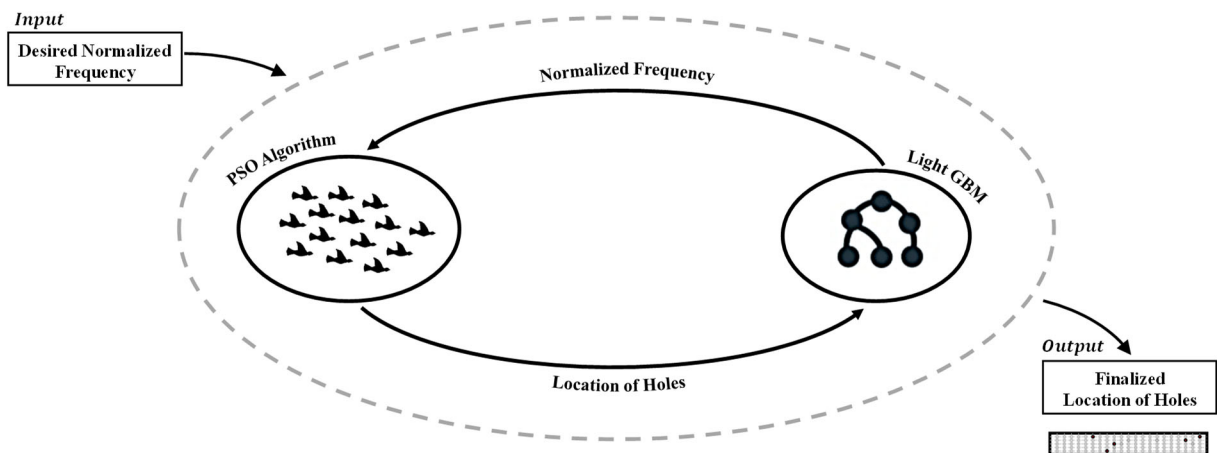 Input
Desired Normalized
Frequency
Normalized Frequency
PSO Algorithm
Light GBM
Location of Holes
Output
Finalized
Location of Holes